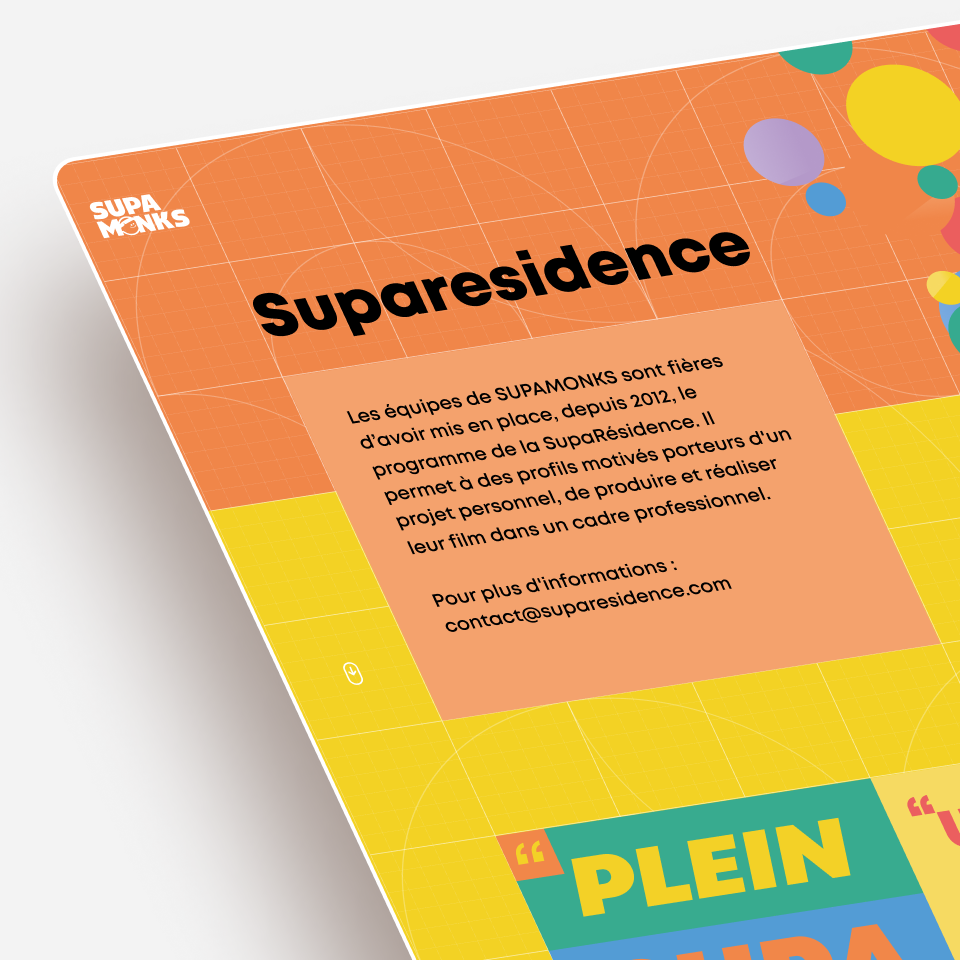 SUPA
MONKS
Suparesidence
Les équipes de SUPAMONKS sont fières
d'avoir mis en place, depuis 2012, le
programme de la SupaRésidence. Il
permet à des profils motivés porteurs d'un
projet personnel, de produire et réaliser
leur film dans un cadre professionnel.
Pour plus d'informations :
contact@suparesidence.com
“ PLEIN
“